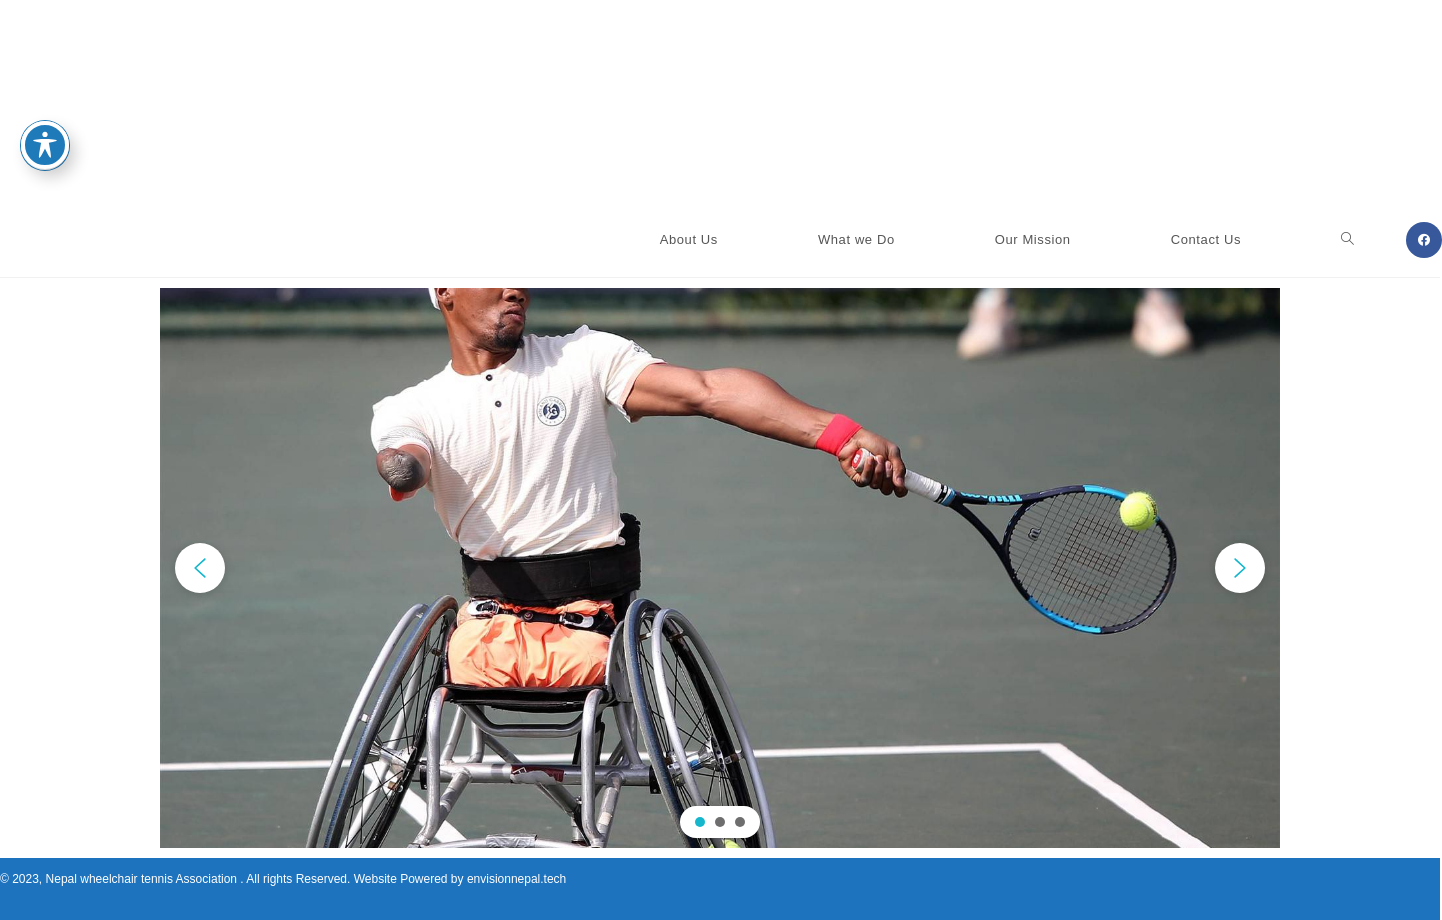 About Us
What we Do
Our Mission
Contact Us
© 2023, Nepal wheelchair tennis Association . All rights Reserved. Website Powered by envisionnepal.tech